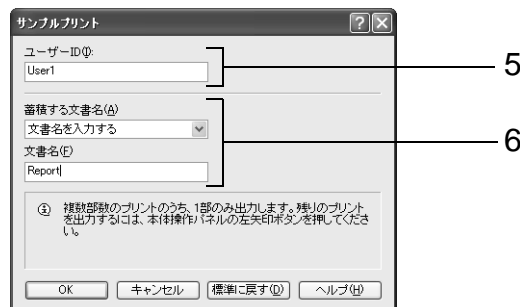 サンプルプリント
ユーザーID(I):
User1
5
蓄積する文書名(A)
文書名を入力する
6
文書名(F)
Report
複数部数のプリントのうち、1部のみ出力します。残りのプリント
を出力するには、本体操作パネルの左矢印ボタンを押してくださ
い。
OK キャンセル 標準に戻す(D) ヘルプ(H)